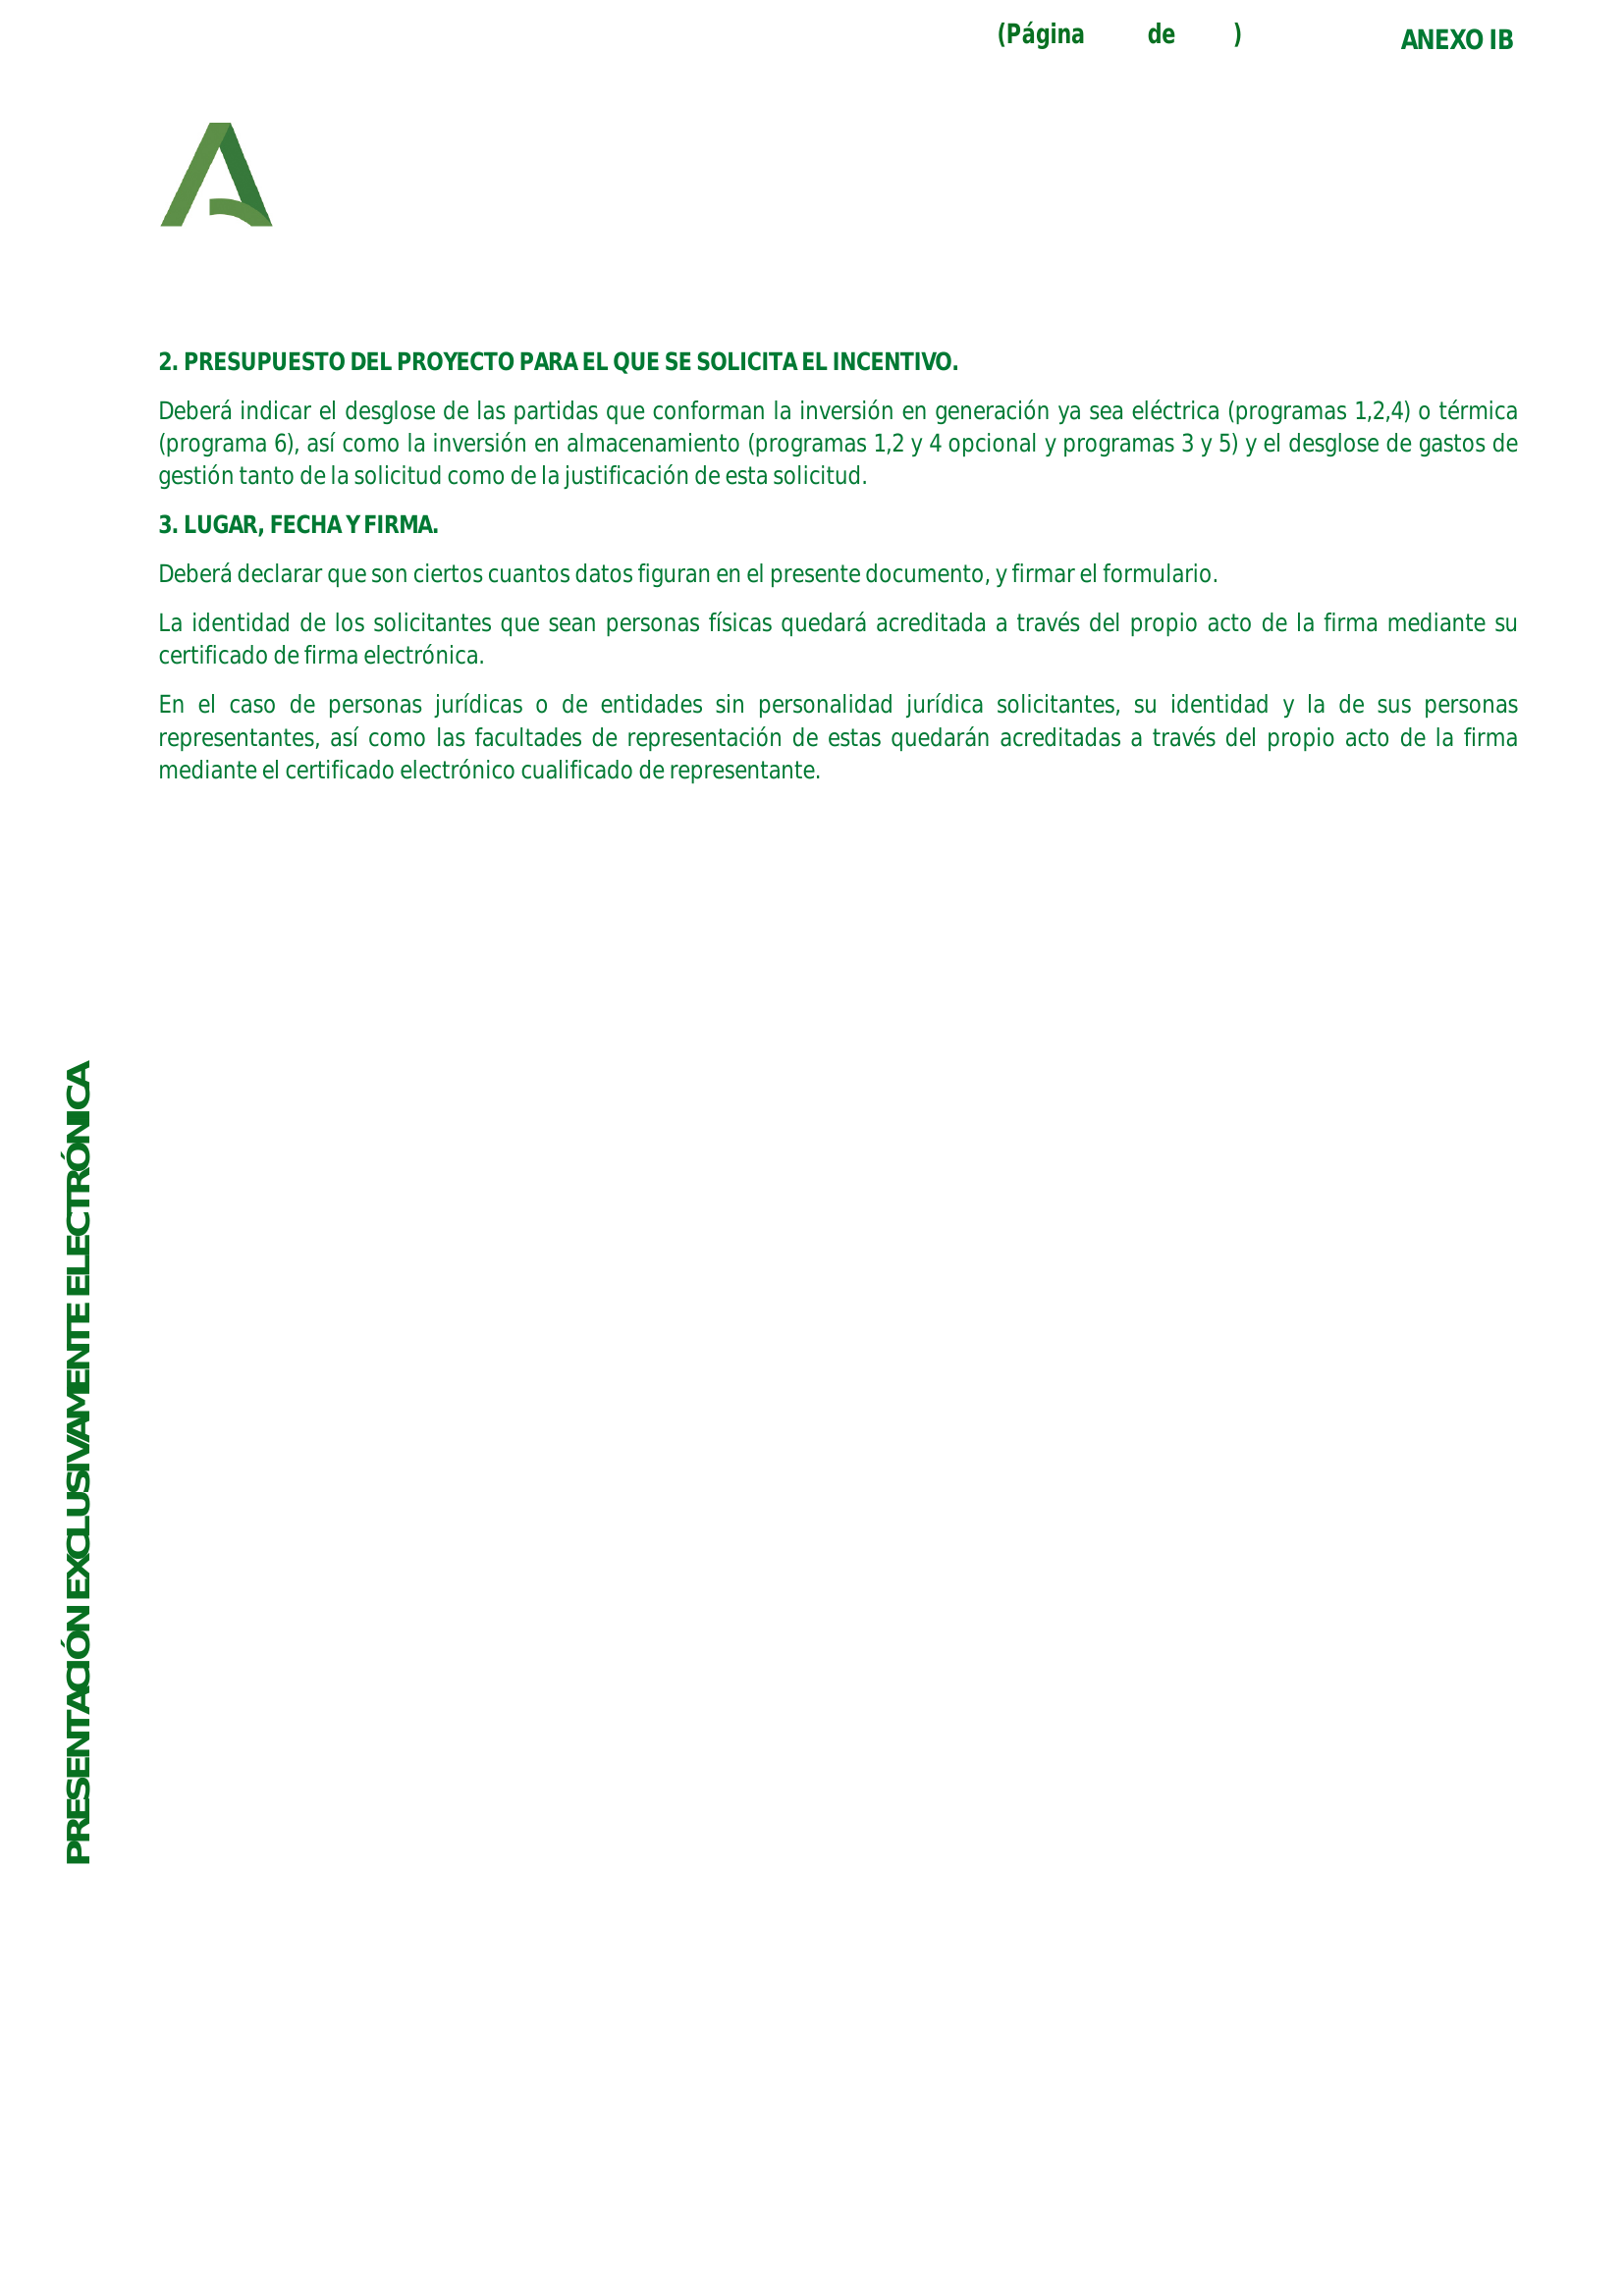 (Página de ) ANEXO IB
2. PRESUPUESTO DEL PROYECTO PARA EL QUE SE SOLICITA EL INCENTIVO.
Deberá indicar el desglose de las partidas que conforman la inversión en generación ya sea eléctrica (programas 1,2,4) o térmica
(programa 6), así como la inversión en almacenamiento (programas 1,2 y 4 opcional y programas 3 y 5) y el desglose de gastos de
gestión tanto de la solicitud como de la justificación de esta solicitud.
3. LUGAR, FECHA Y FIRMA.
Deberá declarar que son ciertos cuantos datos figuran en el presente documento, y firmar el formulario.
La identidad de los solicitantes que sean personas físicas quedará acreditada a través del propio acto de la firma mediante su
certificado de firma electrónica.
En el caso de personas jurídicas o de entidades sin personalidad jurídica solicitantes, su identidad y la de sus personas
representantes, así como las facultades de representación de estas quedarán acreditadas a través del propio acto de la firma
mediante el certificado electrónico cualificado de representante.
PRESENTACIÓN EXCLUSIVAMENTE ELECTRÓNICA